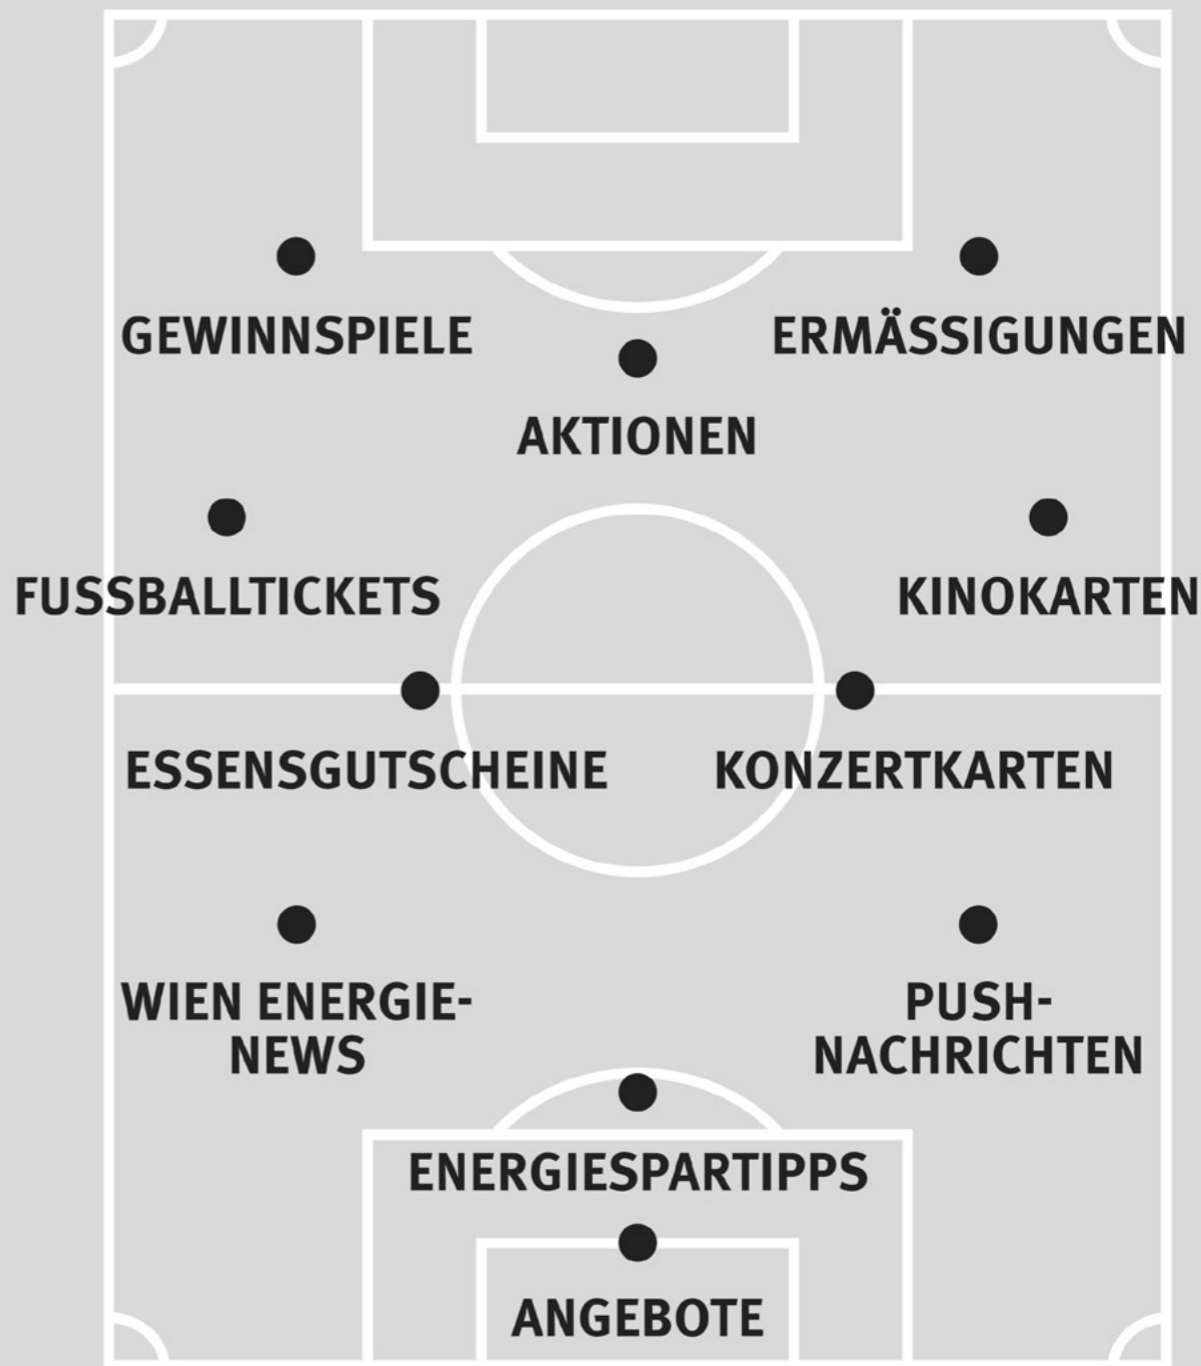 GEWINNSPIELE
ERMÄSSIGUNGEN
AKTIONEN
FUSSBALLTICKETS
KINOKARTEN
ESSENSGUTSCHEINE
KONZERTKARTEN
WIEN ENERGIE-
NEWS
PUSH-
NACHRICHTEN
ENERGIESPARTIPPS
ANGEBOTE